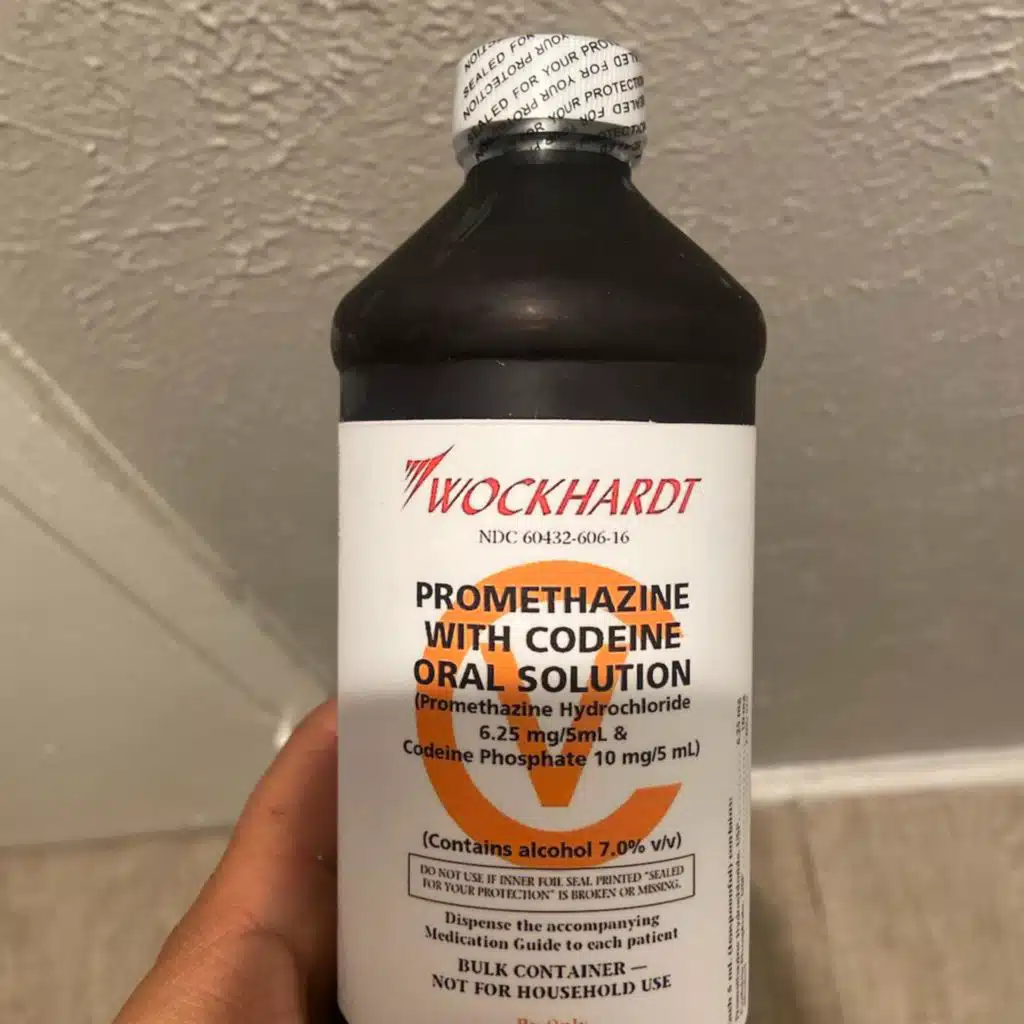 SEALED FOR YOUR PROTECTION
WOCKHARDT
NDC 60432-606-16
PROMETHAZINE
WITH CODEINE
ORAL SOLUTION
(Promethazine Hydrochloride
6.25 mg/5mL &
Codeine Phosphate 10 mg/5 mL)
CV
(Contains alcohol 7.0% v/v)
DO NOT USE IF INNER FOIL SEAL PRINTED "SEALED
FOR YOUR PROTECTION" IS BROKEN OR MISSING.
Dispense the accompanying
Medication Guide to each patient
BULK CONTAINER —
NOT FOR HOUSEHOLD USE
Rx Only